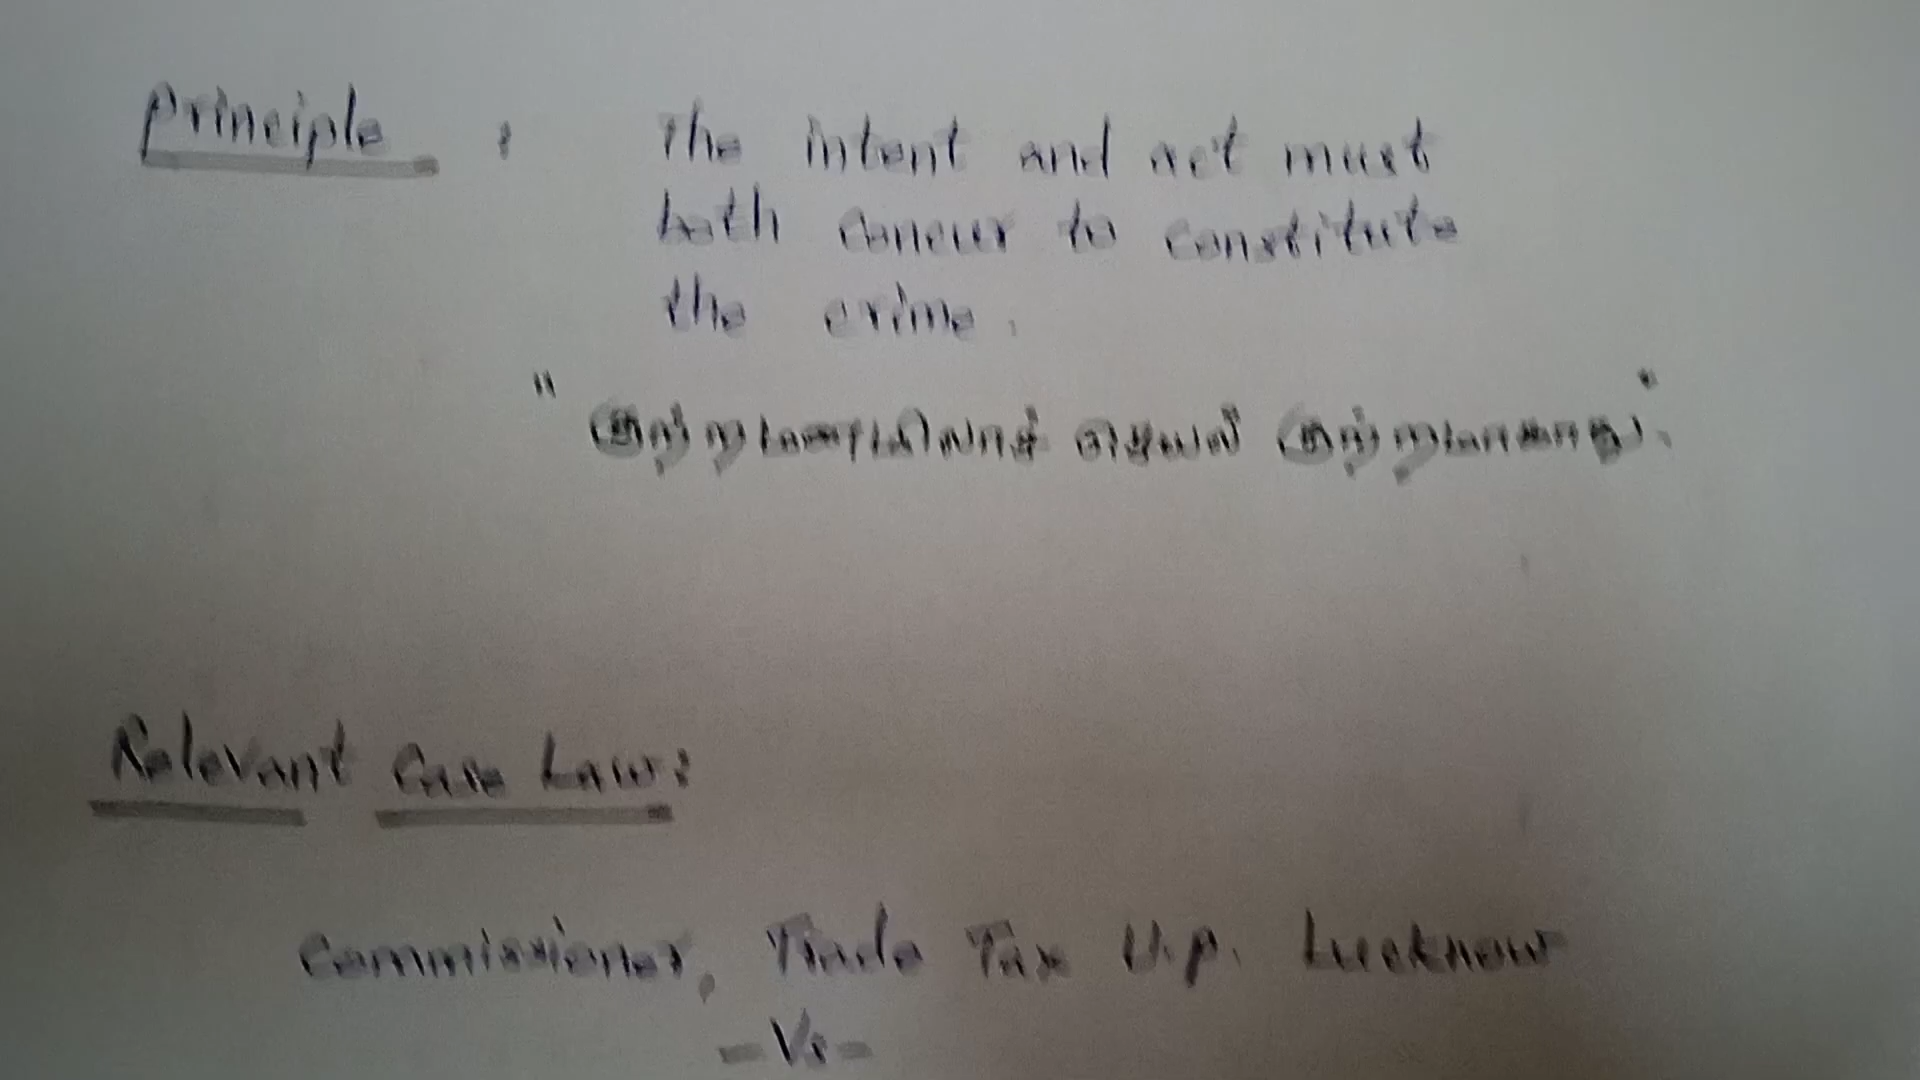 Principle : The intent and act must
both concur to constitute
the crime.
"குற்றமனமில்லாச் செயல் குற்றமாகாது".
Relevant Case Law:
Commissioner, Trade Tax U.P. Lucknow
- Vs -